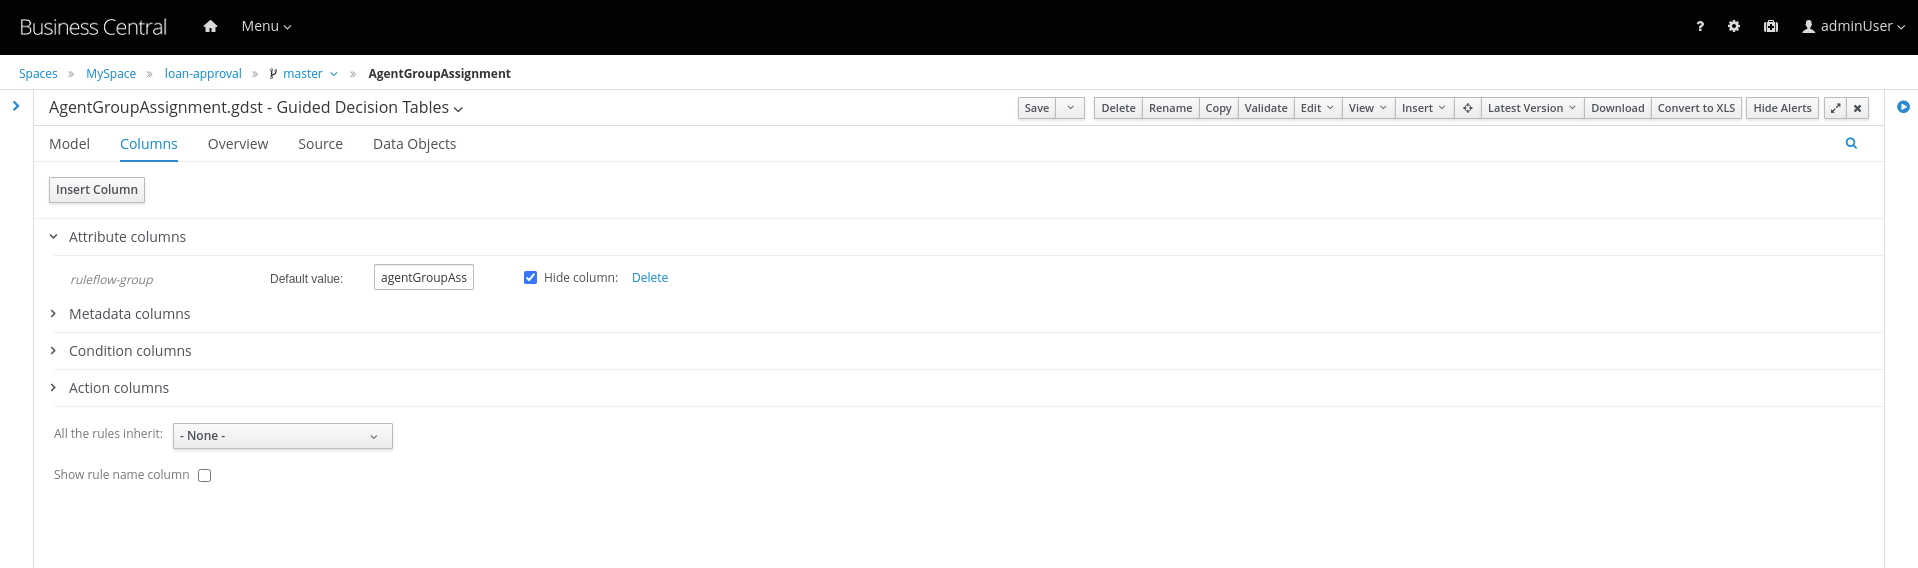 Business Central Menu ? adminUser
Spaces » MySpace » loan-approval » master » AgentGroupAssignment
AgentGroupAssignment.gdst - Guided Decision Tables Save Delete Rename Copy Validate Edit View Insert Latest Version Download Convert to XLS Hide Alerts
Model Columns Overview Source Data Objects
Insert Column
Attribute columns
ruleflow-group Default value: agentGroupAss Hide column: Delete
Metadata columns
Condition columns
Action columns
All the rules inherit: - None -
Show rule name column